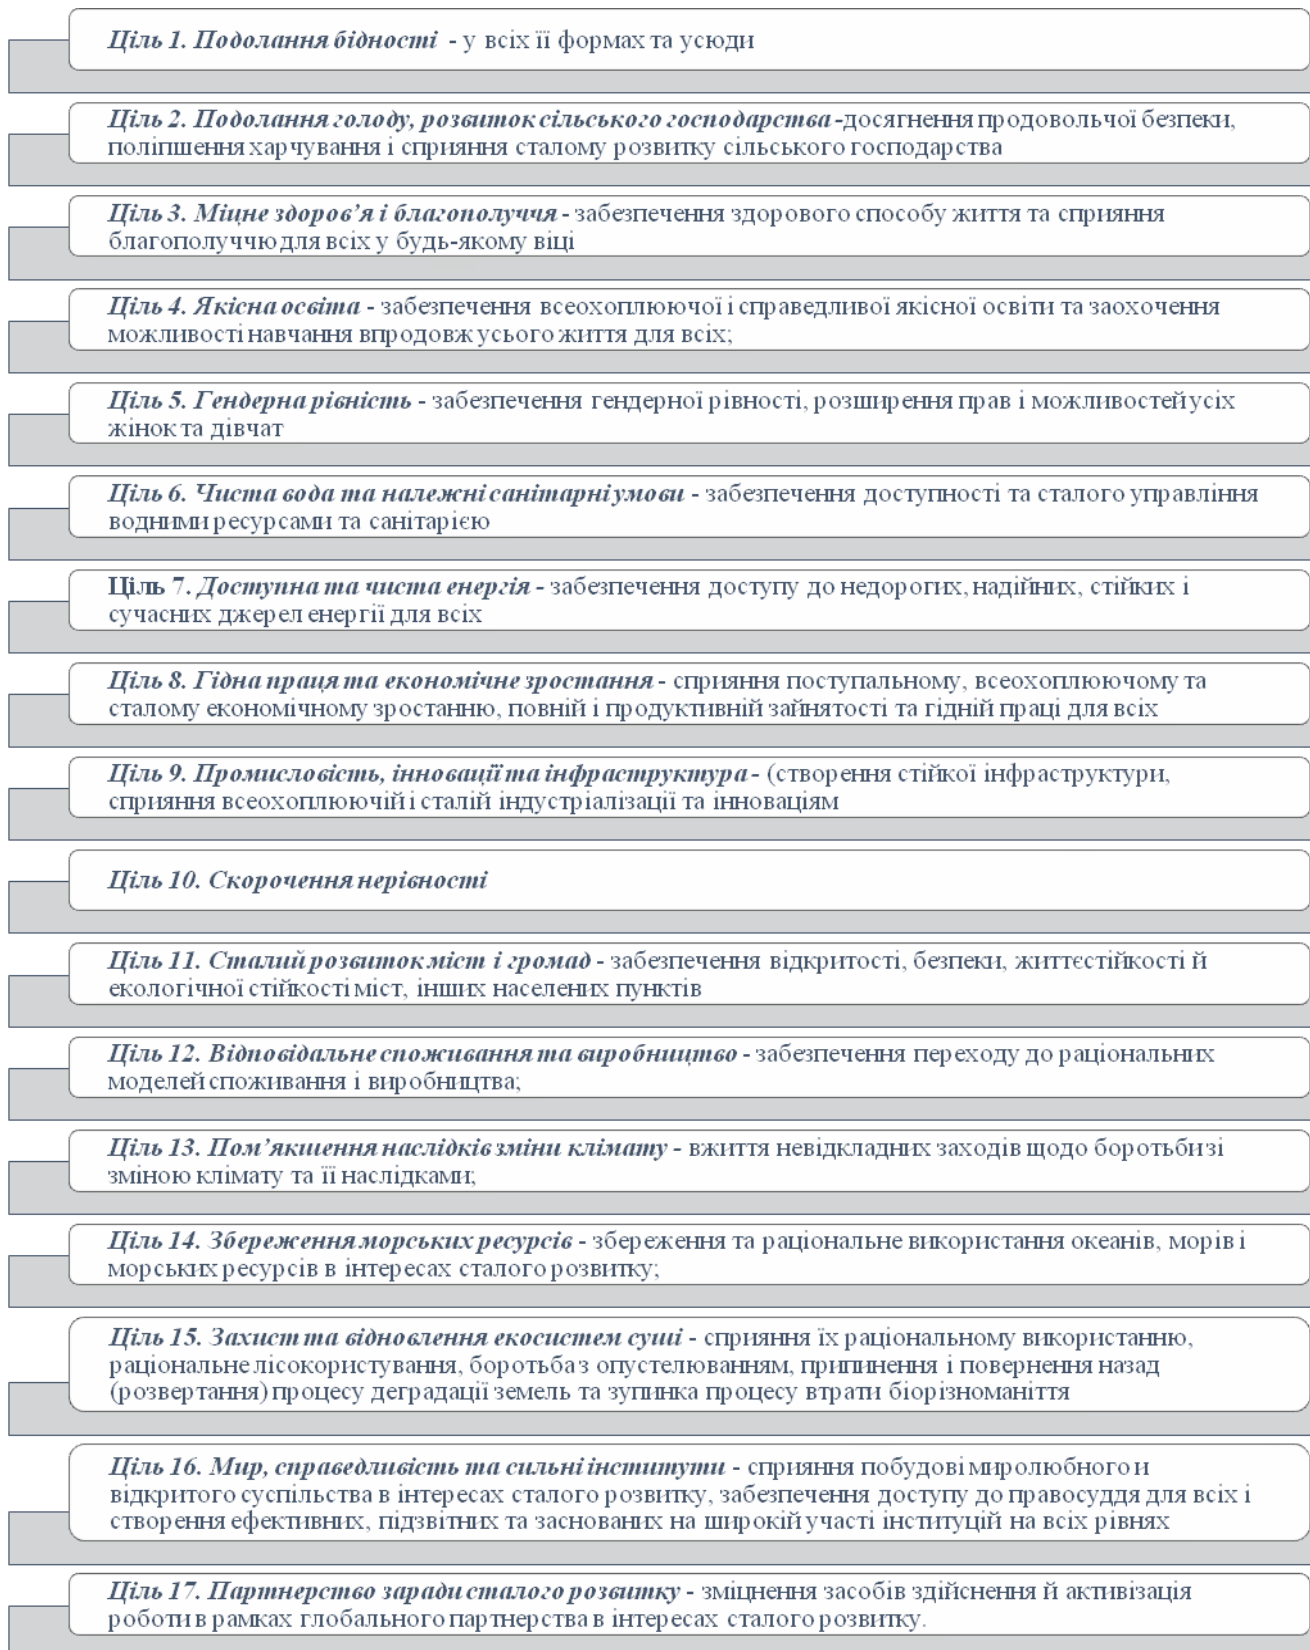 Ціль 1. Подолання бідності - у всіх її формах та усюди
Ціль 2. Подолання голоду, розвиток сільського господарства -досягнення продовольчої безпеки,
поліпшення харчування і сприяння сталому розвитку сільського господарства
Ціль 3. Міцне здоров’я і благополуччя - забезпечення здорового способу життя та сприяння
благополуччю для всіх у будь-якому віці
Ціль 4. Якісна освіта - забезпечення всеохоплюючої і справедливої якісної освіти та заохочення
можливості навчання впродовж усього життя для всіх;
Ціль 5. Гендерна рівність - забезпечення гендерної рівності, розширення прав і можливостей усіх
жінок та дівчат
Ціль 6. Чиста вода та належні санітарні умови - забезпечення доступності та сталого управління
водними ресурсами та санітарією
Ціль 7. Доступна та чиста енергія - забезпечення доступу до недорогих, надійних, стійких і
сучасних джерел енергії для всіх
Ціль 8. Гідна праця та економічне зростання - сприяння поступальному, всеохоплюючому та
сталому економічному зростанню, повній і продуктивній зайнятості та гідній праці для всіх
Ціль 9. Промисловість, інновації та інфраструктура - (створення стійкої інфраструктури,
сприяння всеохоплюючій і сталій індустріалізації та інноваціям
Ціль 10. Скорочення нерівності
Ціль 11. Сталий розвиток міст і громад - забезпечення відкритості, безпеки, життєстійкості й
екологічної стійкості міст, інших населених пунктів
Ціль 12. Відповідальне споживання та виробництво - забезпечення переходу до раціональних
моделей споживання і виробництва;
Ціль 13. Пом’якшення наслідків зміни клімату - вжиття невідкладних заходів щодо боротьби зі
зміною клімату та її наслідками;
Ціль 14. Збереження морських ресурсів - збереження та раціональне використання океанів, морів і
морських ресурсів в інтересах сталого розвитку;
Ціль 15. Захист та відновлення екосистем суші - сприяння їх раціональному використанню,
раціональне лісокористування, боротьба з опустелюванням, припинення і повернення назад
(розвертання) процесу деградації земель та зупинка процесу втрати біорізноманіття
Ціль 16. Мир, справедливість та сильні інститути - сприяння побудові миролюбного и
відкритого суспільства в інтересах сталого розвитку, забезпечення доступу до правосуддя для всіх і
створення ефективних, підзвітних та заснованих на широкій участі інституцій на всіх рівнях
Ціль 17. Партнерство заради сталого розвитку - зміцнення засобів здійснення й активізація
роботи в рамках глобального партнерства в інтересах сталого розвитку.